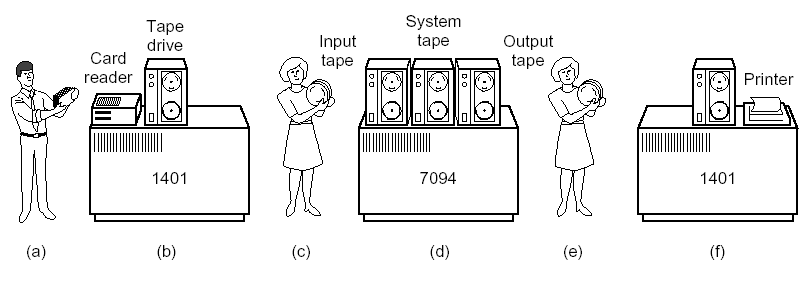 Card
reader
Tape
drive
Input
tape
System
tape
Output
tape
Printer
1401
7094
1401
(a)
(b)
(c)
(d)
(e)
(f)